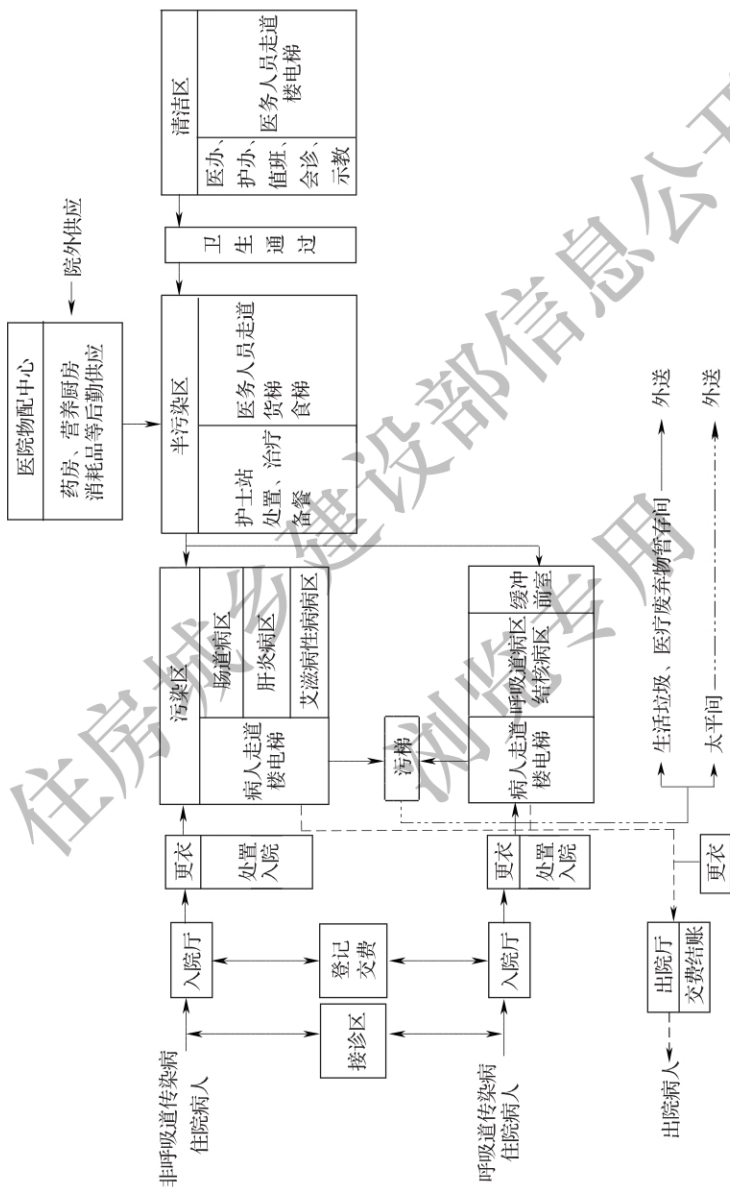 非呼吸道传染病
住院病人
呼吸道传染病
住院病人
出院病人
接诊区
入院厅
登记
交费
入院厅
出院厅
交费结账
更衣
处置
入院
更衣
处置
入院
更衣
污染区
病人走道
楼电梯
肠道病区
肝炎病区
艾滋病性病病区
污梯
病人走道
楼电梯
呼吸道病区
结核病区
缓冲
前室
生活垃圾、医疗废弃物暂存间
外送
太平间
外送
医院物配中心
药房、营养厨房
消耗品等后勤供应
院外供应
半污染区
护士站
处置、治疗
备餐
医务人员走道
货梯
食梯
卫
生
通
过
清洁区
医办、
护办、
值班、
会诊、
示教
医务人员走道
楼电梯
住房城乡建设部信息公开
浏览专用